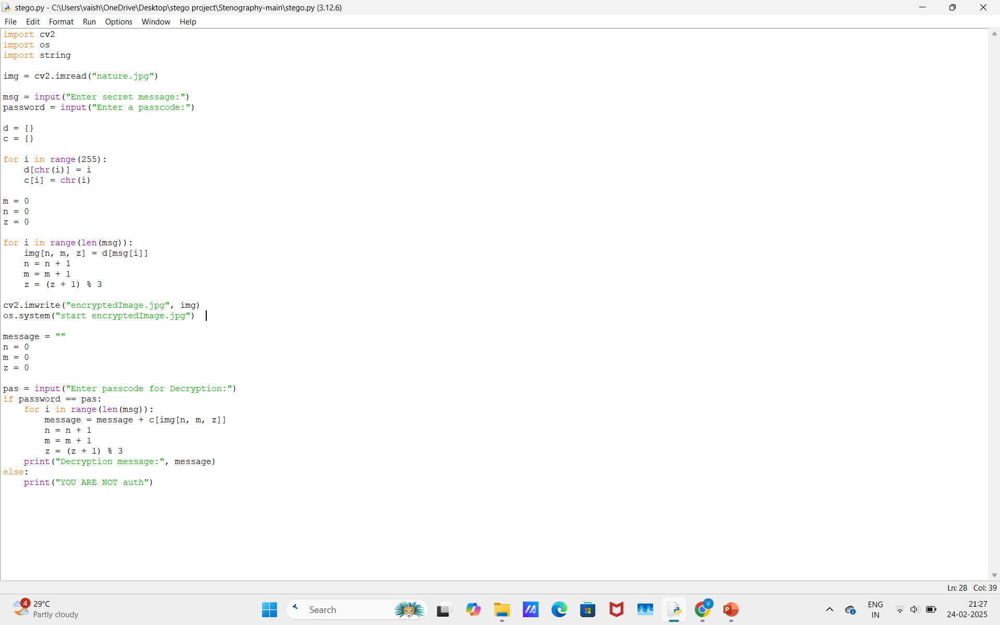 stego.py - C:\Users\vaish\OneDrive\Desktop\stego project\Stenography-main\stego.py (3.12.6)
File Edit Format Run Options Window Help
import cv2
import os
import string
img = cv2.imread("nature.jpg")
msg = input("Enter secret message:")
password = input("Enter a passcode:")
d = {}
c = {}
for i in range(255):
    d[chr(i)] = i
    c[i] = chr(i)
m = 0
n = 0
z = 0
for i in range(len(msg)):
    img[n, m, z] = d[msg[i]]
    n = n + 1
    m = m + 1
    z = (z + 1) % 3
cv2.imwrite("encryptedImage.jpg", img)
os.system("start encryptedImage.jpg")
message = ""
n = 0
m = 0
z = 0
pas = input("Enter passcode for Decryption:")
if password == pas:
    for i in range(len(msg)):
        message = message + c[img[n, m, z]]
        n = n + 1
        m = m + 1
        z = (z + 1) % 3
    print("Decryption message:", message)
else:
    print("YOU ARE NOT auth")
Ln: 28 Col: 39
4
29°C
Partly cloudy
Search
V
P
ENG
IN
21:27
24-02-2025